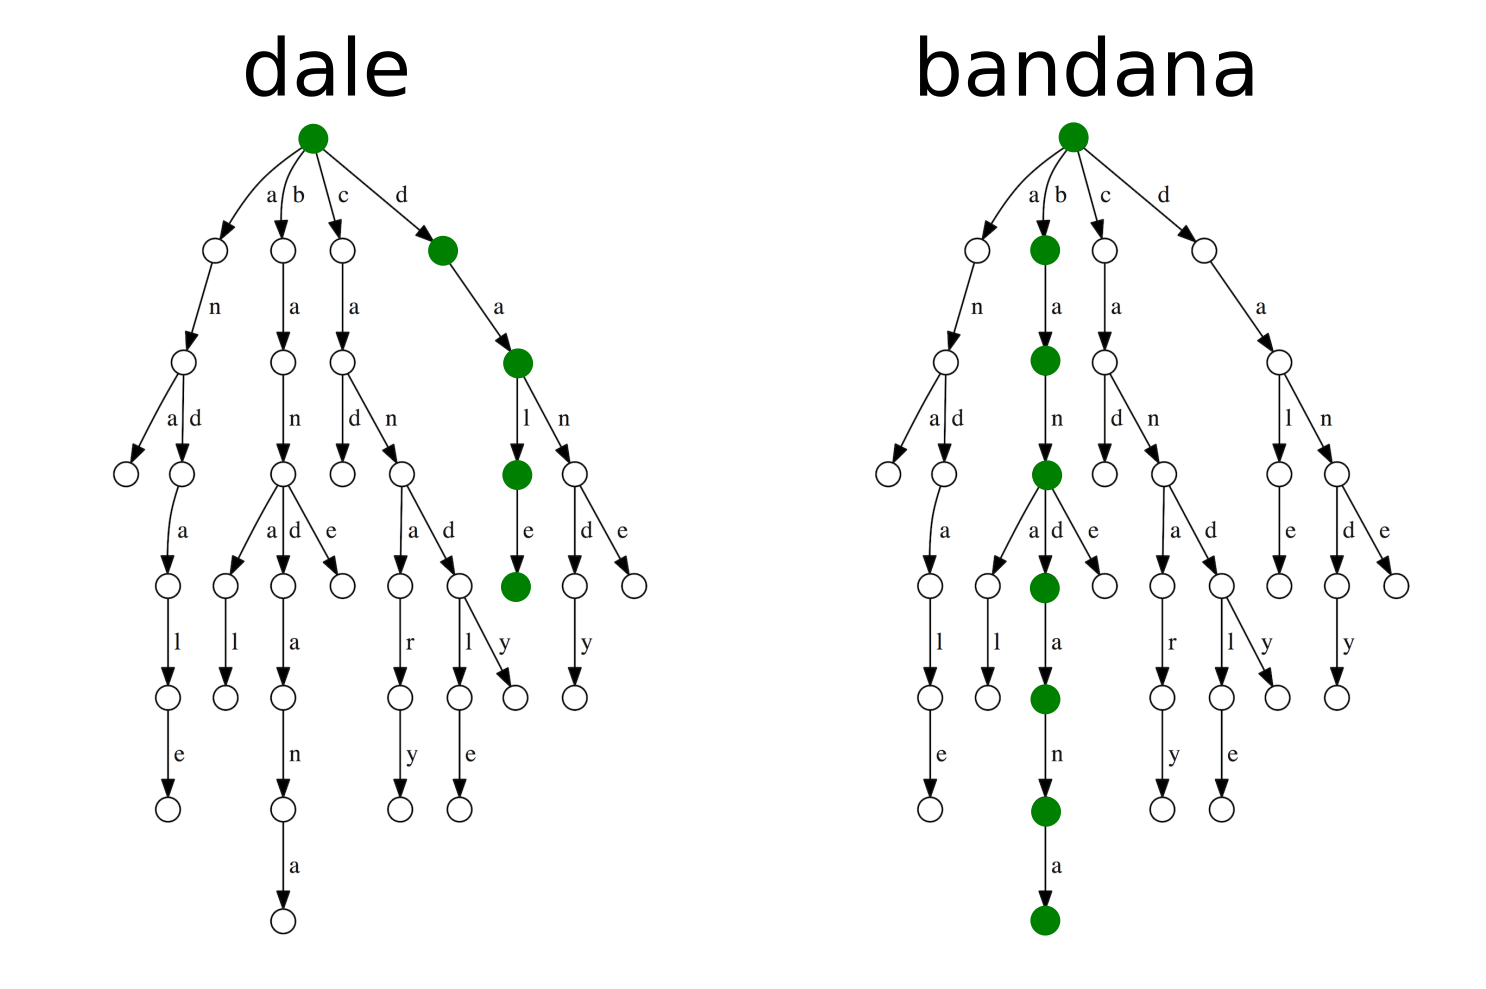 dale bandana
a b c d a b c d
n a a a n a a a
a d n d n l n a d n d n l n
a a d e a d e d e a a d e a d e d e
l l a r l y y l l a r l y y
e n y e e n y e
a a